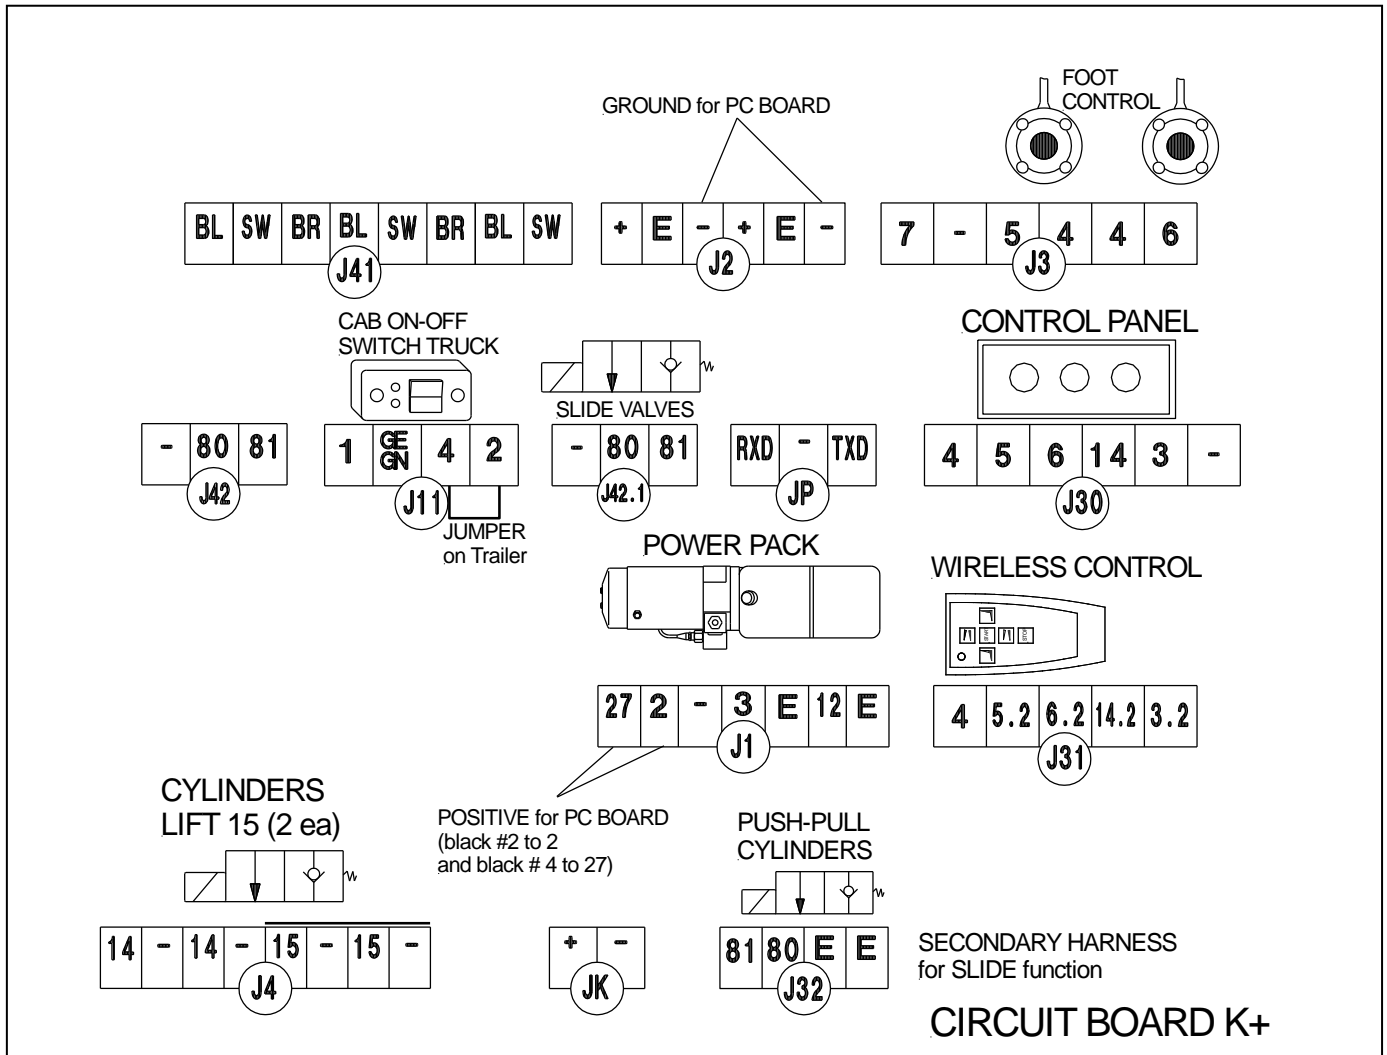 FOOT
CONTROL
GROUND for PC BOARD
BL SW BR BL SW BR BL SW
J41
+ E - + E -
J2
7 - 5 4 4 6
J3
CAB ON-OFF
SWITCH TRUCK
SLIDE VALVES
CONTROL PANEL
- 80 81
J42
1 GE GN 4 2
J11
JUMPER
on Trailer
- 80 81
J42.1
RXD - TXD
JP
4 5 6 14 3 -
J30
POWER PACK
WIRELESS CONTROL
START
STOP
27 2 - 3 E 12 E
J1
4 5.2 6.2 14.2 3.2
J31
CYLINDERS
LIFT 15 (2 ea)
POSITIVE for PC BOARD
(black #2 to 2
and black # 4 to 27)
PUSH-PULL
CYLINDERS
14 - 14 - 15 - 15 -
J4
+ -
JK
81 80 E E
J32
SECONDARY HARNESS
for SLIDE function
CIRCUIT BOARD K+